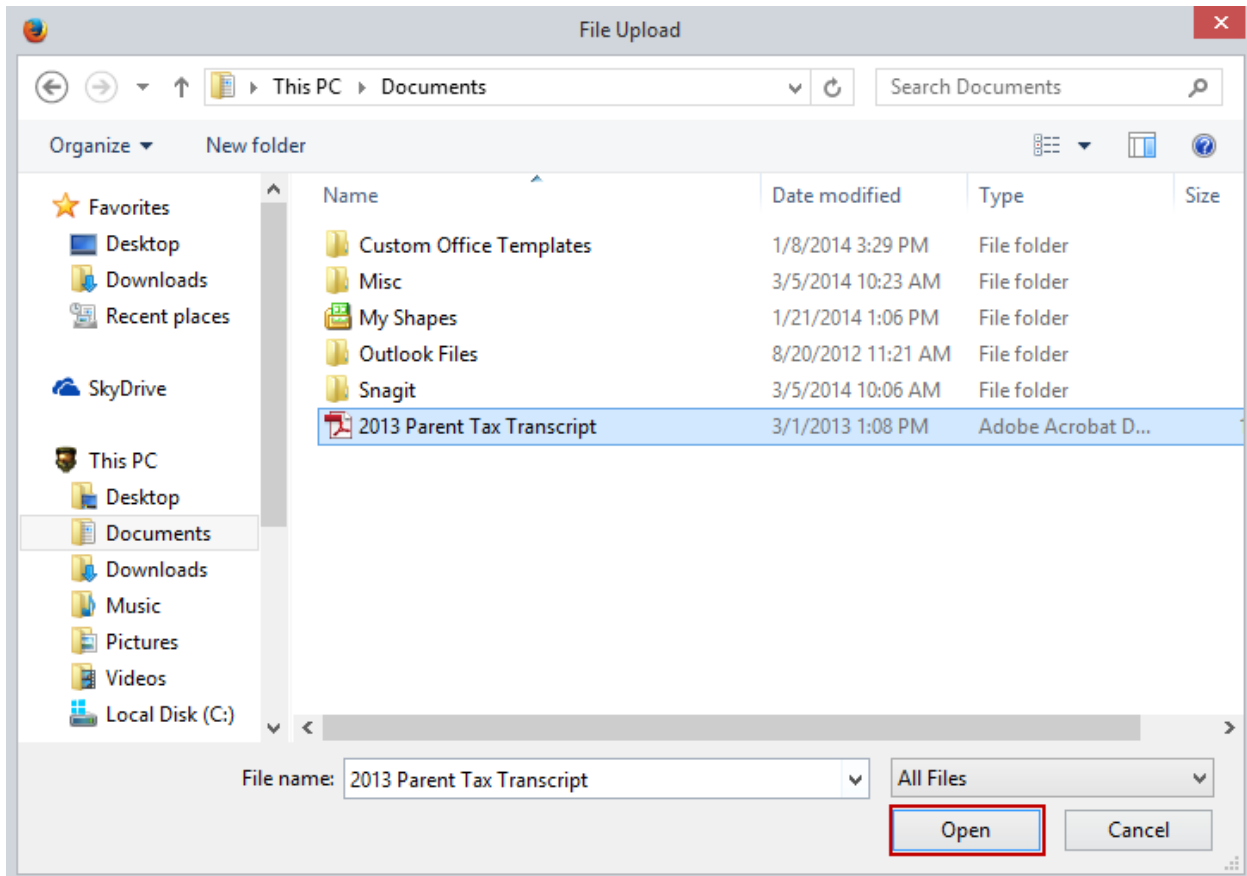 File Upload
This PC Documents Search Documents
Organize New folder
Name Date modified Type Size
Favorites
Desktop
Downloads
Recent places
SkyDrive
This PC
Desktop
Documents
Downloads
Music
Pictures
Videos
Local Disk (C:)
Custom Office Templates 1/8/2014 3:29 PM File folder
Misc 3/5/2014 10:23 AM File folder
My Shapes 1/21/2014 1:06 PM File folder
Outlook Files 8/20/2012 11:21 AM File folder
Snagit 3/5/2014 10:06 AM File folder
2013 Parent Tax Transcript 3/1/2013 1:08 PM Adobe Acrobat D...
File name: 2013 Parent Tax Transcript All Files
Open Cancel